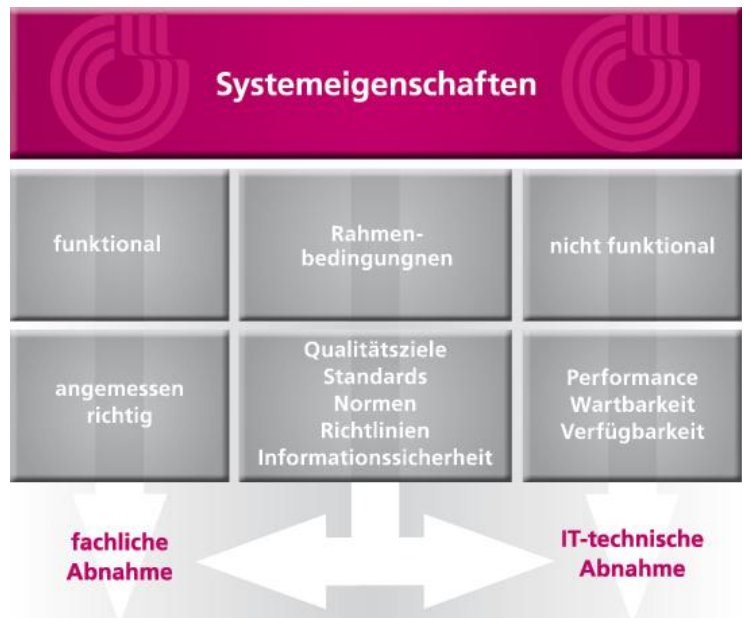 Systemeigenschaften
funktional
Rahmen-
bedingungnen
nicht funktional
angemessen
richtig
Qualitätsziele
Standards
Normen
Richtlinien
Informationssicherheit
Performance
Wartbarkeit
Verfügbarkeit
fachliche
Abnahme
IT-technische
Abnahme